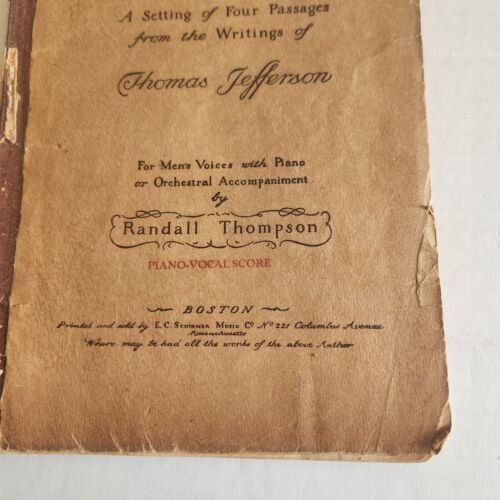 A Setting of Four Passages
from the Writings of
Thomas Jefferson
For Men's Voices with Piano
or Orchestral Accompaniment
by
Randall Thompson
PIANO-VOCAL SCORE
BOSTON
Printed and sold by E. C. Schirmer Music Co No 221 Columbus Avenue
Massachusetts
Where may be had all the works of the above Author